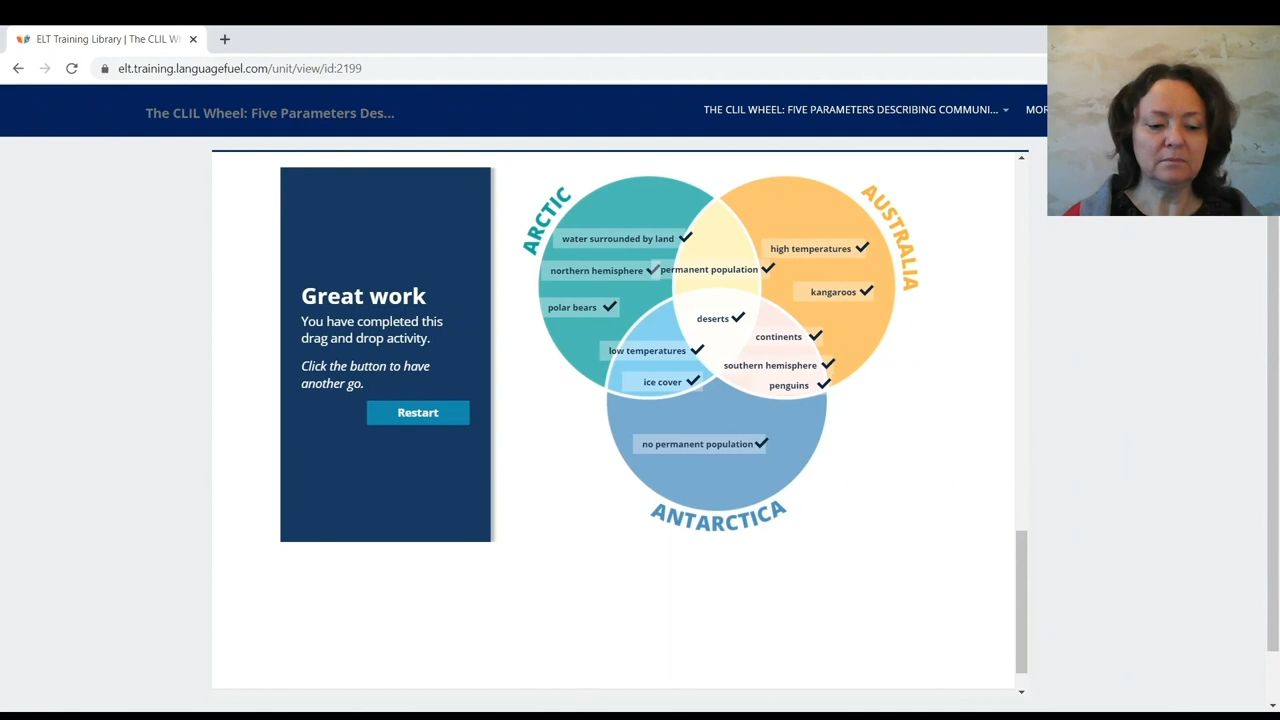 ELT Training Library | The CLIL W
elt.training.languagefuel.com/unit/view/id:2199
The CLIL Wheel: Five Parameters Des...
THE CLIL WHEEL: FIVE PARAMETERS DESCRIBING COMMUNI...
MOR
Great work
You have completed this
drag and drop activity.
Click the button to have
another go.
Restart
ARCTIC
AUSTRALIA
water surrounded by land
high temperatures
northern hemisphere
permanent population
kangaroos
polar bears
deserts
continents
low temperatures
southern hemisphere
ice cover
penguins
no permanent population
ANTARCTICA